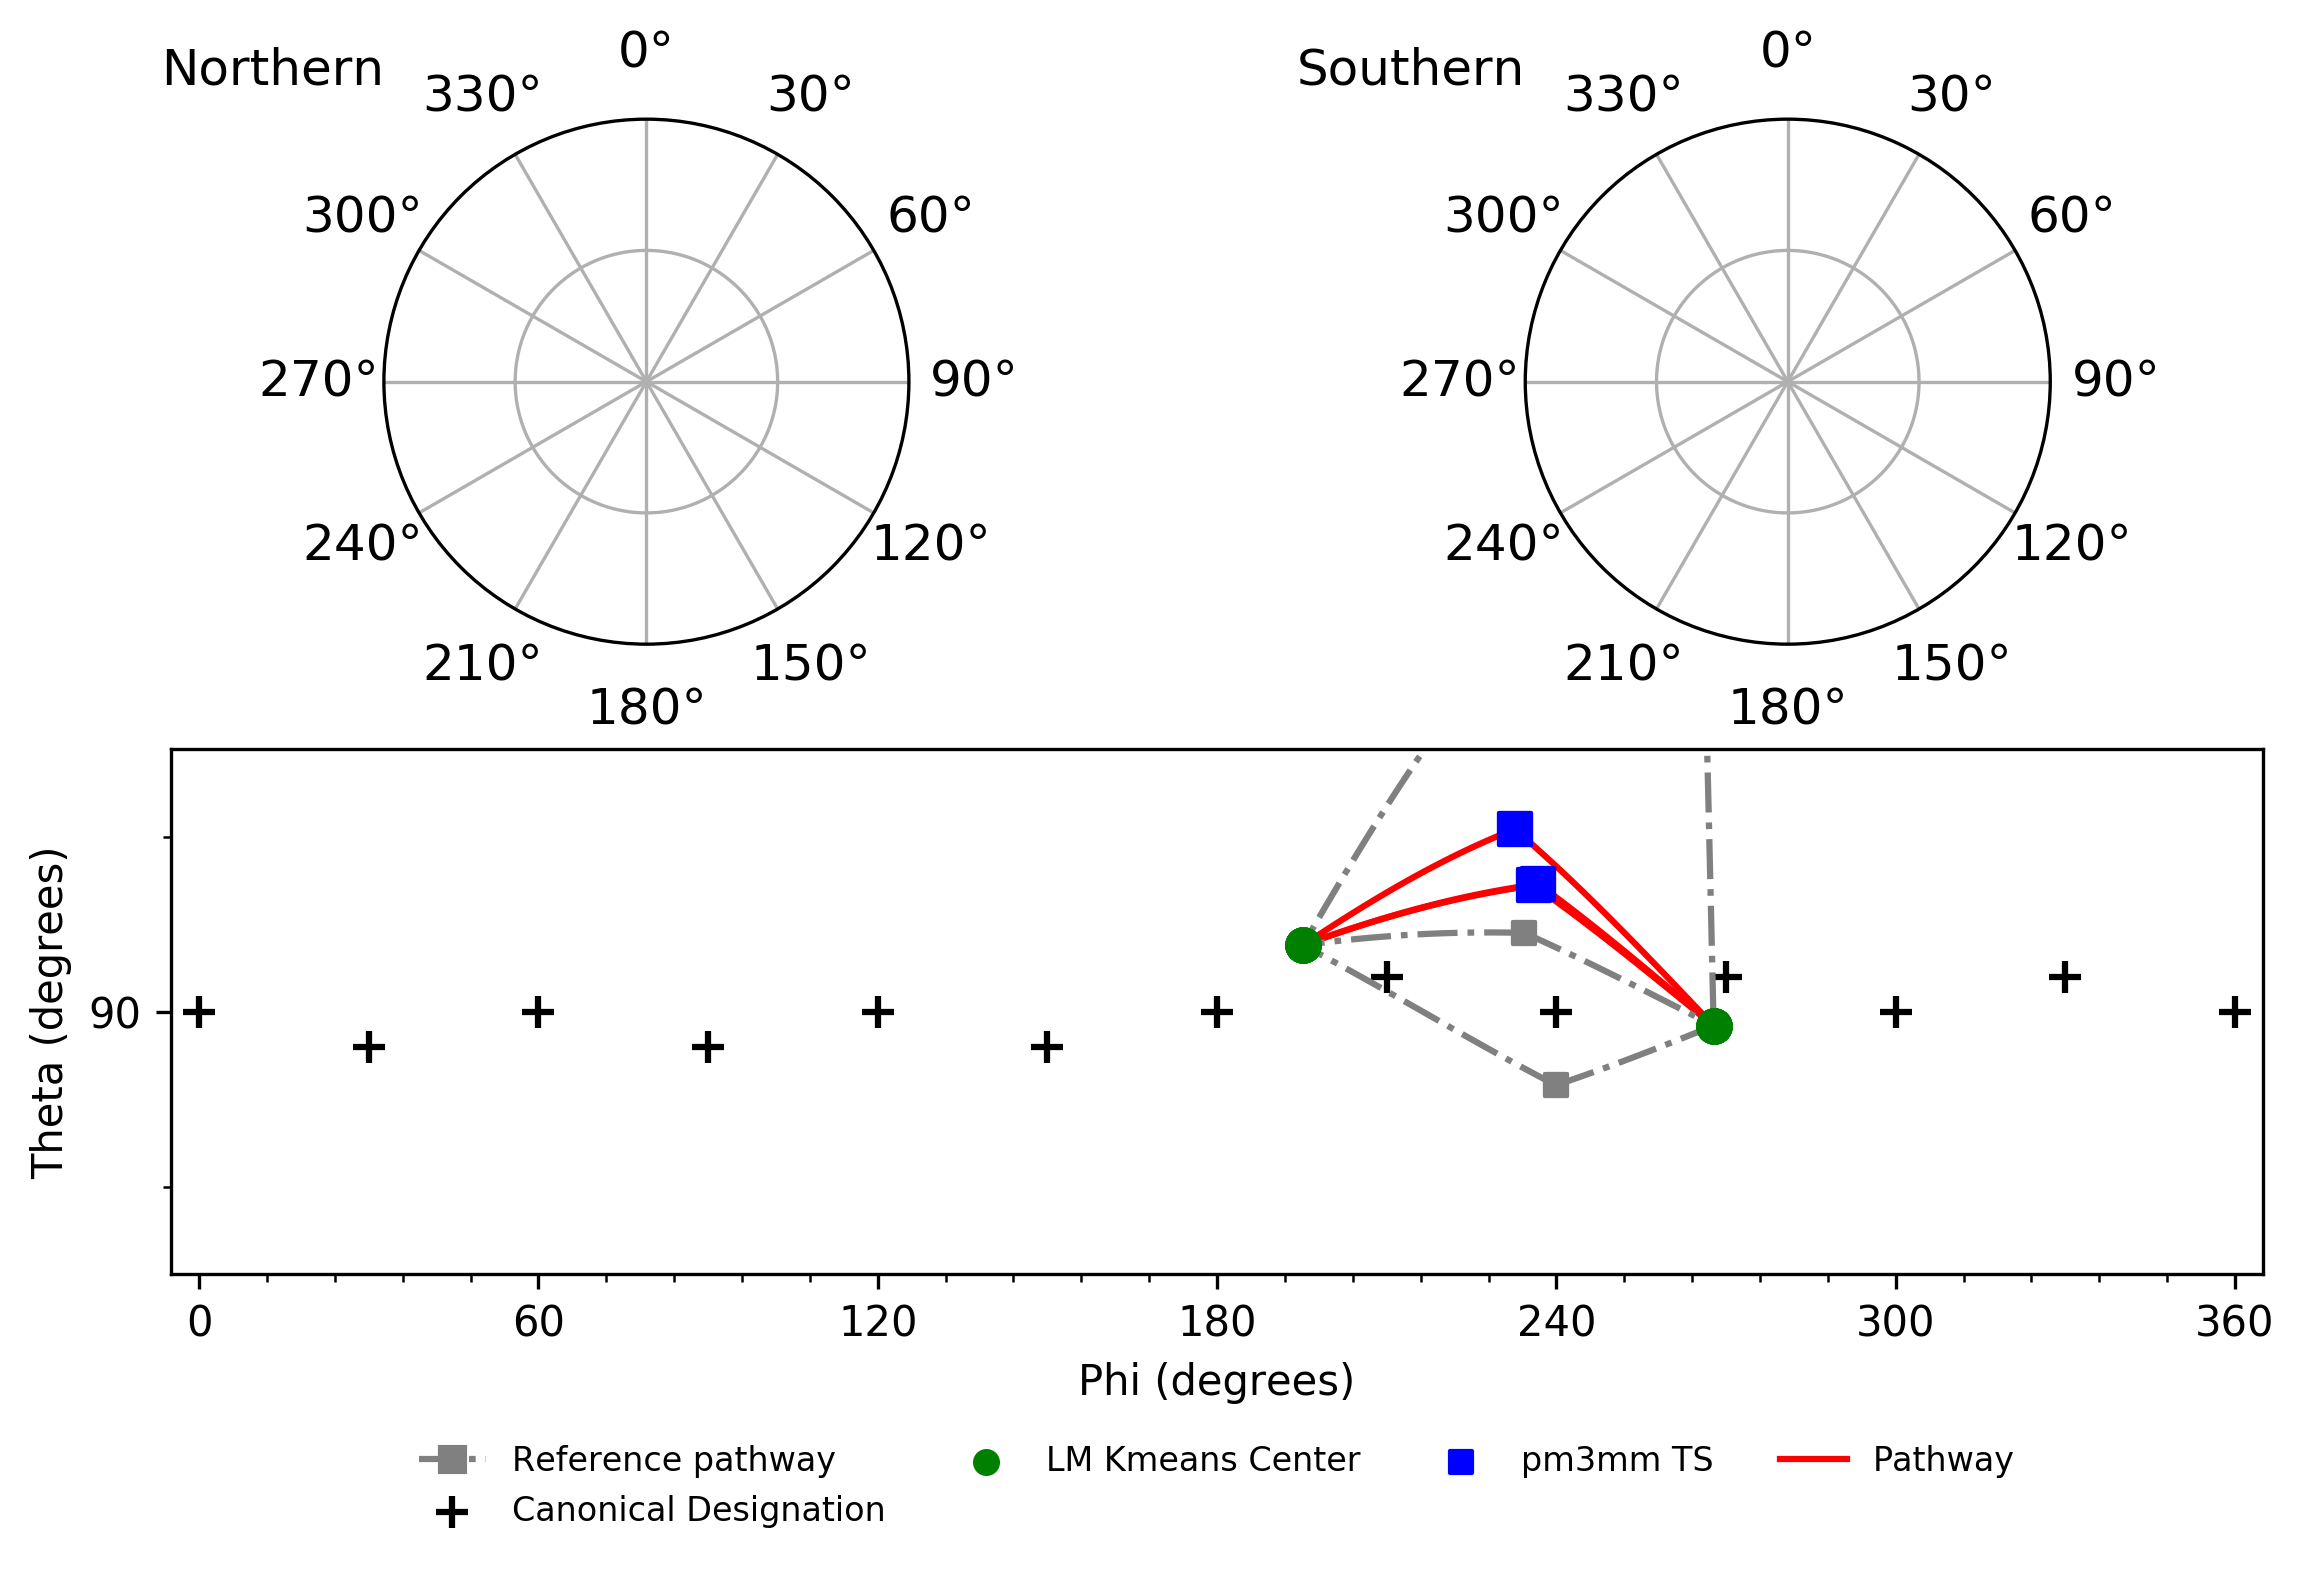 Northern
0°
30°
60°
90°
120°
150°
180°
210°
240°
270°
300°
330°
Southern
0°
30°
60°
90°
120°
150°
180°
210°
240°
270°
300°
330°
Theta (degrees)
90
0 60 120 180 240 300 360
Phi (degrees)
Reference pathway
Canonical Designation
LM Kmeans Center
pm3mm TS
Pathway